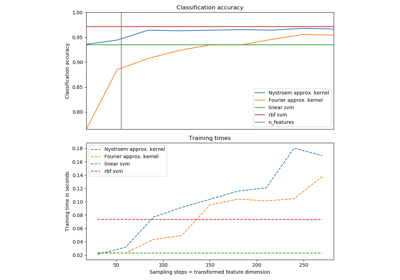 Classification accuracy
1.00
0.95
0.90
0.85
0.80
Classification accuracy
Nystroem approx. kernel
Fourier approx. kernel
linear svm
rbf svm
n_features
Training times
0.18
0.16
0.14
0.12
0.10
0.08
0.06
0.04
0.02
Training time in seconds
Nystroem approx. kernel
Fourier approx. kernel
linear svm
rbf svm
50
100
150
200
250
Sampling steps = transformed feature dimension